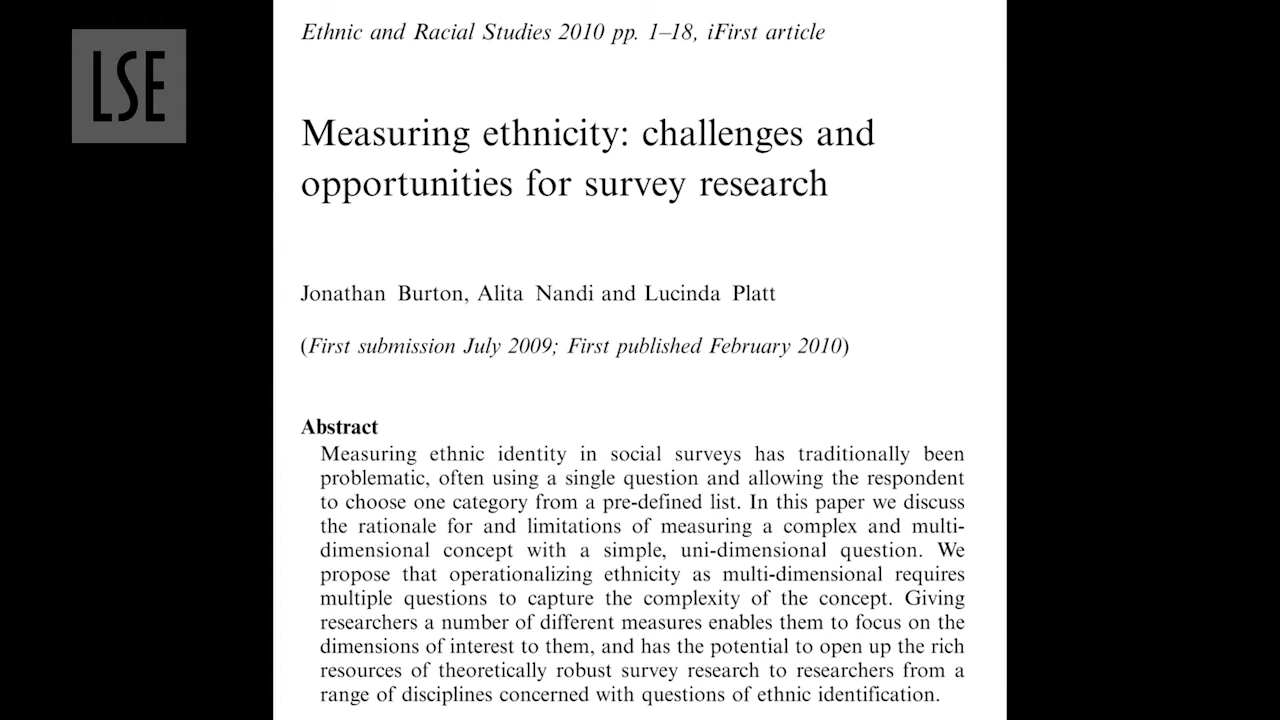 LSE
Ethnic and Racial Studies 2010 pp. 1–18, iFirst article
Measuring ethnicity: challenges and
opportunities for survey research
Jonathan Burton, Alita Nandi and Lucinda Platt
(First submission July 2009; First published February 2010)
Abstract
Measuring ethnic identity in social surveys has traditionally been
problematic, often using a single question and allowing the respondent
to choose one category from a pre-defined list. In this paper we discuss
the rationale for and limitations of measuring a complex and multi-
dimensional concept with a simple, uni-dimensional question. We
propose that operationalizing ethnicity as multi-dimensional requires
multiple questions to capture the complexity of the concept. Giving
researchers a number of different measures enables them to focus on the
dimensions of interest to them, and has the potential to open up the rich
resources of theoretically robust survey research to researchers from a
range of disciplines concerned with questions of ethnic identification.